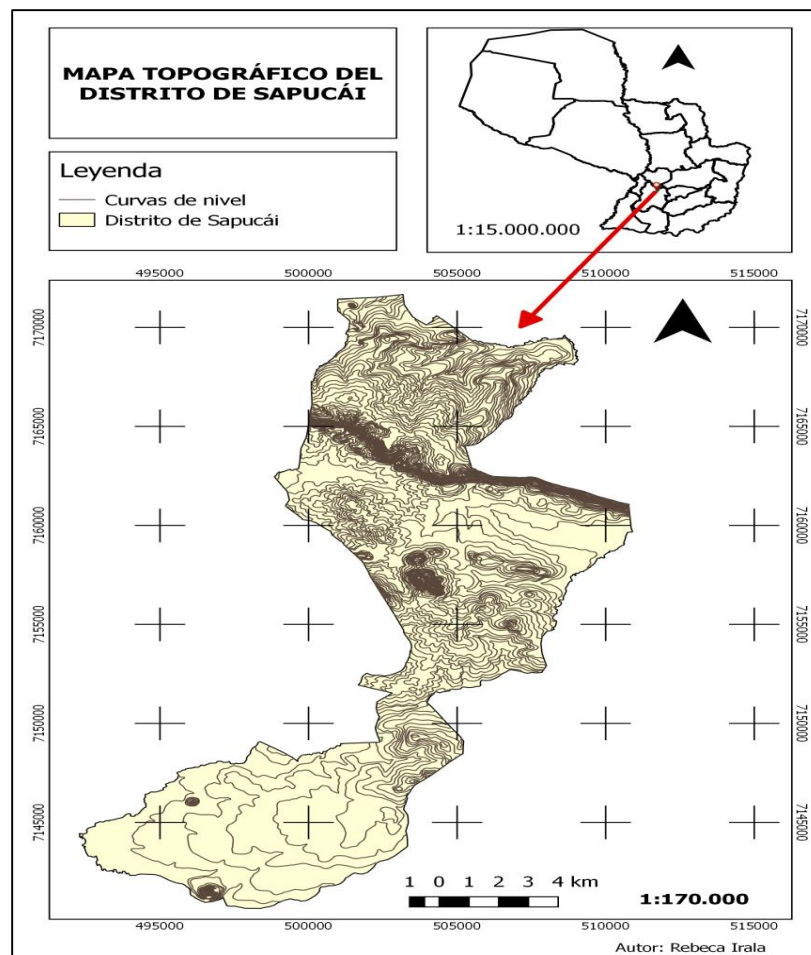 MAPA TOPOGRÁFICO DEL
DISTRITO DE SAPUCÁI
Leyenda
Curvas de nivel
Distrito de Sapucái
1:15.000.000
495000 500000 505000 510000 515000
7170000 7170000
7165000 7165000
7160000 7160000
7155000 7155000
7150000 7150000
7145000 7145000
1 0 1 2 3 4 km
1:170.000
495000 500000 505000 510000 515000
Autor: Rebeca Irala